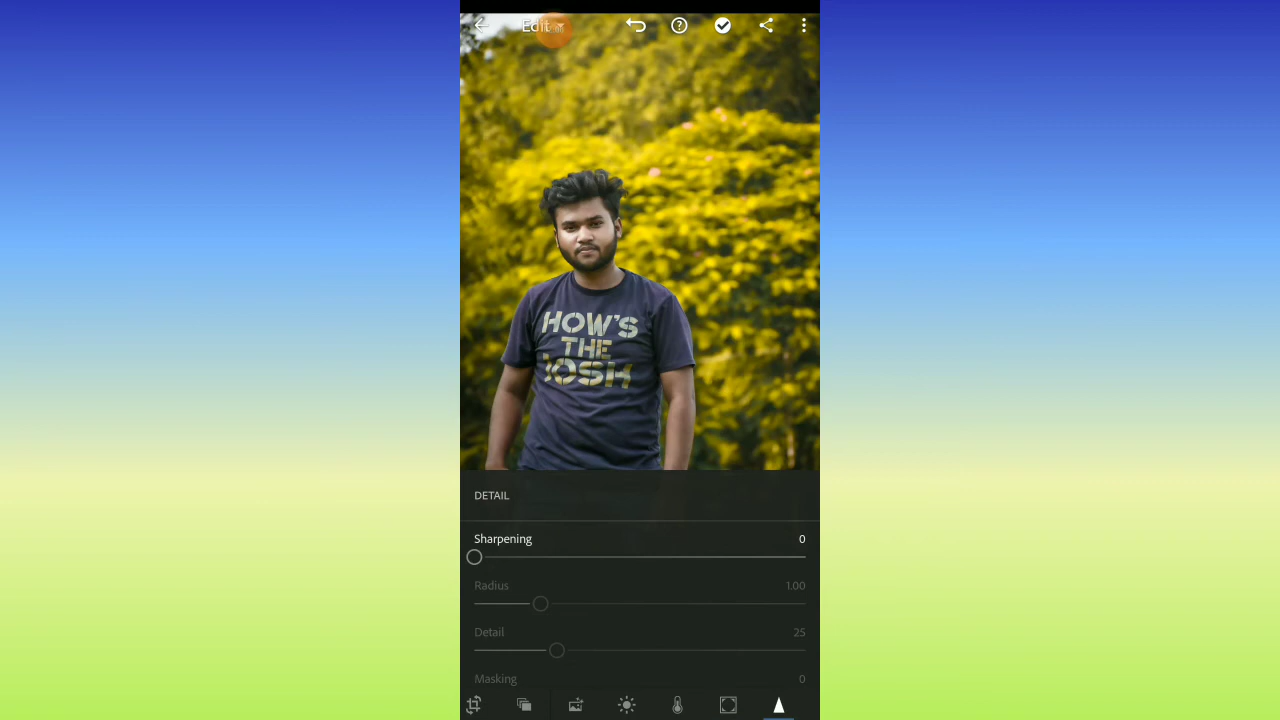 Edit
HOW'S
THE
JOSH
DETAIL
Sharpening 0
Radius 1.00
Detail 25
Masking 0